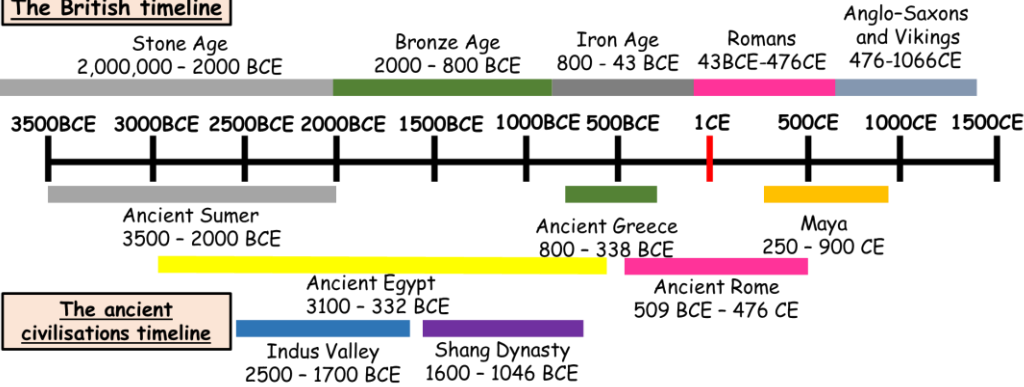 The British timeline
Stone Age
2,000,000 – 2000 BCE
Bronze Age
2000 – 800 BCE
Iron Age
800 - 43 BCE
Romans
43BCE-476CE
Anglo-Saxons
and Vikings
476-1066CE
3500BCE 3000BCE 2500BCE 2000BCE 1500BCE 1000BCE 500BCE 1CE 500CE 1000CE 1500CE
Ancient Sumer
3500 – 2000 BCE
Ancient Greece
800 – 338 BCE
Maya
250 – 900 CE
Ancient Egypt
3100 – 332 BCE
Ancient Rome
509 BCE – 476 CE
The ancient
civilisations timeline
Indus Valley
2500 – 1700 BCE
Shang Dynasty
1600 – 1046 BCE